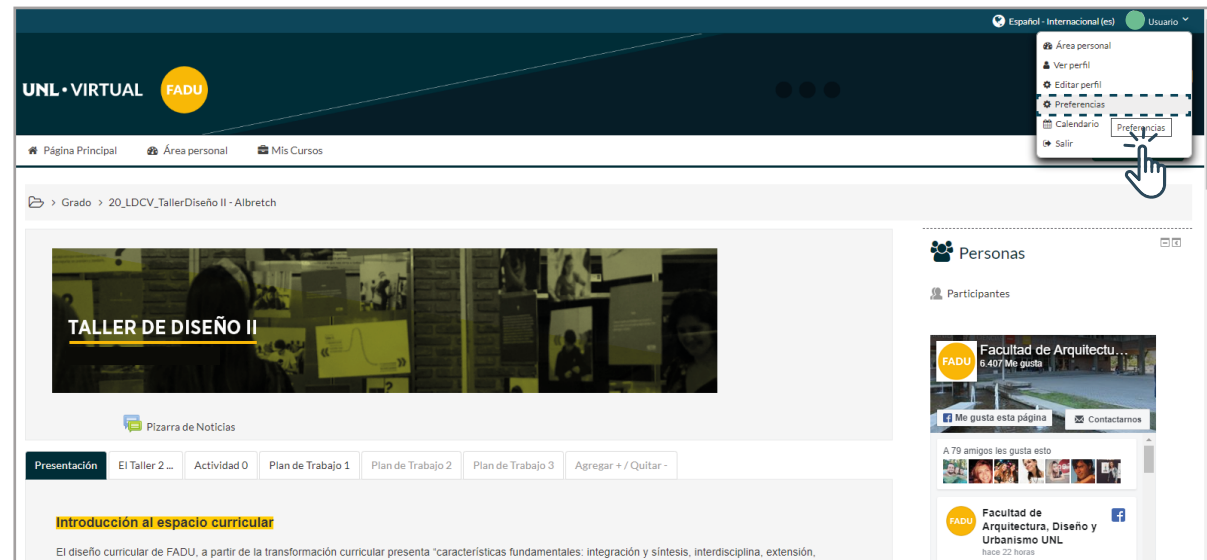 Español - Internacional (es)
Usuario
Área personal
Ver perfil
Editar perfil
Preferencias
Calendario
Preferencias
Salir
UNL • VIRTUAL
FADU
Página Principal
Área personal
Mis Cursos
Grado
20_LDCV_TallerDiseño II - Albretch
TALLER DE DISEÑO II
Pizarra de Noticias
Presentación
El Taller 2 ...
Actividad 0
Plan de Trabajo 1
Plan de Trabajo 2
Plan de Trabajo 3
Agregar + / Quitar -
Introducción al espacio curricular
El diseño curricular de FADU, a partir de la transformación curricular presenta "características fundamentales: integración y síntesis, interdisciplina, extensión,
Personas
Participantes
FADU
Facultad de Arquitectu...
6.407 Me gusta
Me gusta esta página
Contactarnos
A 79 amigos les gusta esto
FADU
Facultad de
Arquitectura, Diseño y
Urbanismo UNL
hace 22 horas